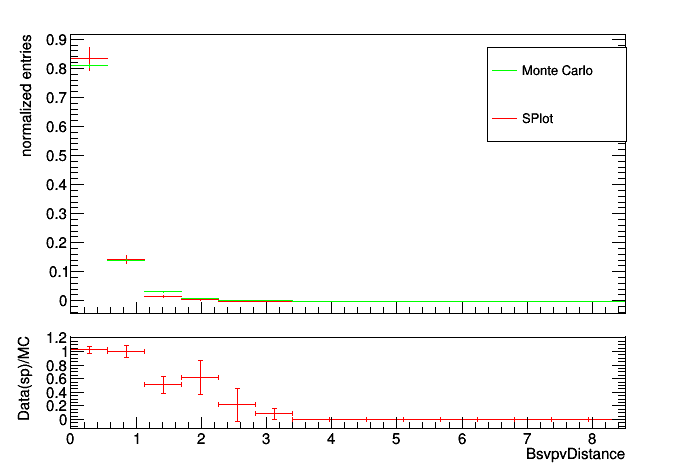 normalized entries
0.9
0.8
0.7
0.6
0.5
0.4
0.3
0.2
0.1
0
Monte Carlo
SPlot
Data(sp)/MC
1.2
1
0.8
0.6
0.4
0.2
0
0 1 2 3 4 5 6 7 8
BsvpvDistance